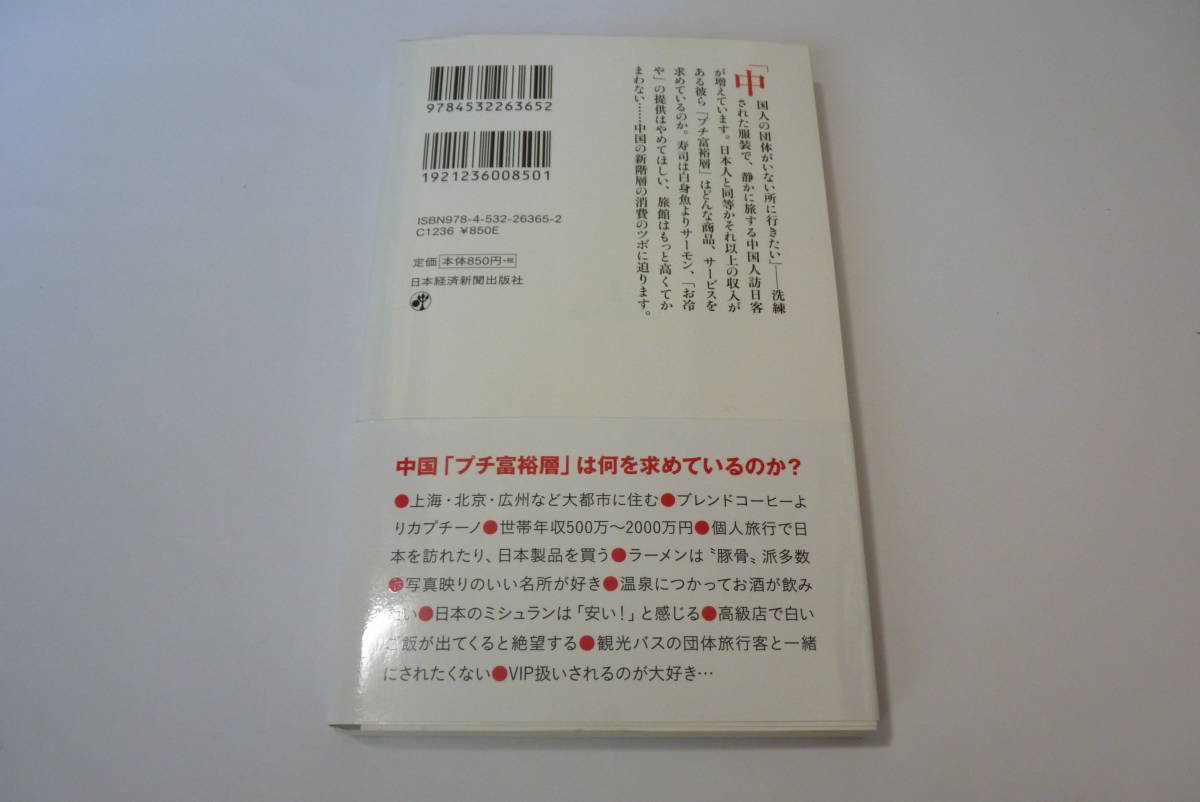 9784532263652
1921236008501
ISBN978-4-532-26365-2
C1236 ¥850E
定価 本体850円+税
日本経済新聞出版社
「中国人の団体がいない所に行きたい」――洗練
された服装で、静かに旅する中国人訪日客
が増えています。日本人と同等かそれ以上の収入が
ある彼ら「プチ富裕層」はどんな商品、サービスを
求めているのか。寿司は白身魚よりサーモン、「お冷
や」の提供はやめてほしい、旅館はもっと高くてか
まわない……中国の新階層の消費のツボに迫ります。
中国「プチ富裕層」は何を求めているのか?
●上海・北京・広州など大都市に住む●ブレンドコーヒーよ
りカプチーノ●世帯年収500万〜2000万円●個人旅行で日
本を訪れたり、日本製品を買う●ラーメンは〝豚骨〟派多数
●写真映りのいい名所が好き●温泉につかってお酒が飲み
たい●日本のミシュランは「安い!」と感じる●高級店で白い
ご飯が出てくると絶望する●観光バスの団体旅行客と一緒
にされたくない●VIP扱いされるのが大好き…